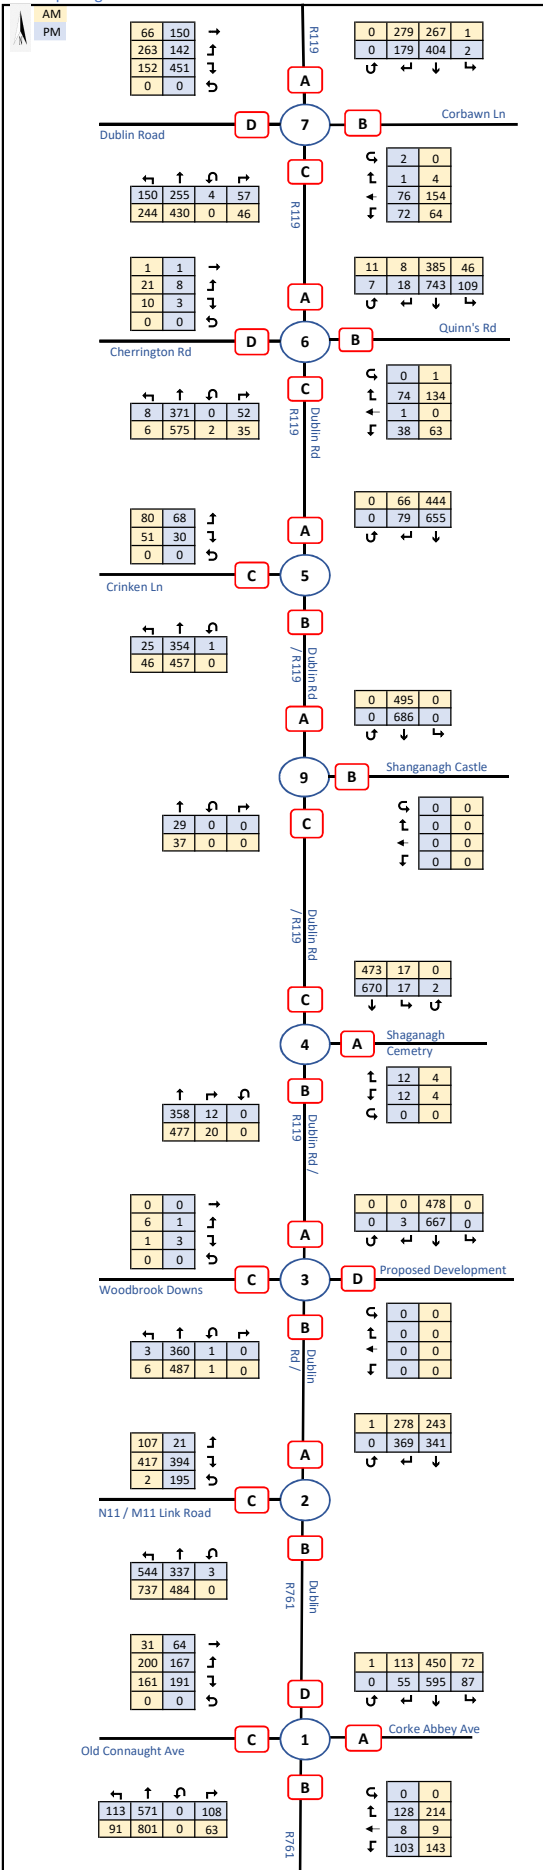 AM
PM
66 150
263 142
152 451
0 0
R119
0 279 267 1
0 179 404 2
A
Dublin Road
D
7
B
Corbawn Ln
C
R119
150 255 4 57
244 430 0 46
2 0
1 4
76 154
72 64
1 1
21 8
10 3
0 0
11 8 385 46
7 18 743 109
A
Cherrington Rd
D
6
B
Quinn's Rd
C
Dublin Rd
R119
8 371 0 52
6 575 2 35
0 1
74 134
1 0
38 63
80 68
51 30
0 0
0 66 444
0 79 655
A
Crinken Ln
C
5
B
Dublin Rd
/ R119
25 354 1
46 457 0
0 495 0
0 686 0
A
9
B
Shanganagh Castle
C
29 0 0
37 0 0
0 0
0 0
0 0
0 0
Dublin Rd
/ R119
473 17 0
670 17 2
C
4
A
Shaganagh
Cemetry
B
Dublin Rd /
R119
358 12 0
477 20 0
12 4
12 4
0 0
0 0
6 1
1 3
0 0
0 0 478 0
0 3 667 0
A
Woodbrook Downs
C
3
D
Proposed Development
B
Dublin
Rd /
3 360 1 0
6 487 1 0
0 0
0 0
0 0
0 0
107 21
417 394
2 195
1 278 243
0 369 341
A
N11 / M11 Link Road
C
2
B
Dublin
R761
544 337 3
737 484 0
31 64
200 167
161 191
0 0
1 113 450 72
0 55 595 87
D
Old Connaught Ave
C
1
A
Corke Abbey Ave
B
R761
113 571 0 108
91 801 0 63
0 0
128 214
8 9
103 143